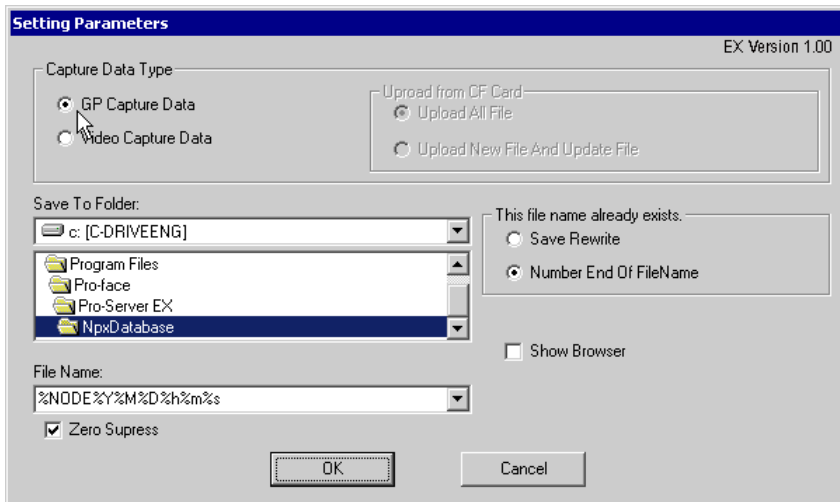 Setting Parameters
EX Version 1.00
Capture Data Type
GP Capture Data
Video Capture Data
Uproad from CF Card
Upload All File
Upload New File And Update File
Save To Folder:
c: [C-DRIVEENG]
Program Files
Pro-face
Pro-Server EX
NpxDatabase
This file name already exists.
Save Rewrite
Number End Of FileName
Show Browser
File Name:
%NODE%Y%M%D%h%m%s
Zero Supress
OK
Cancel